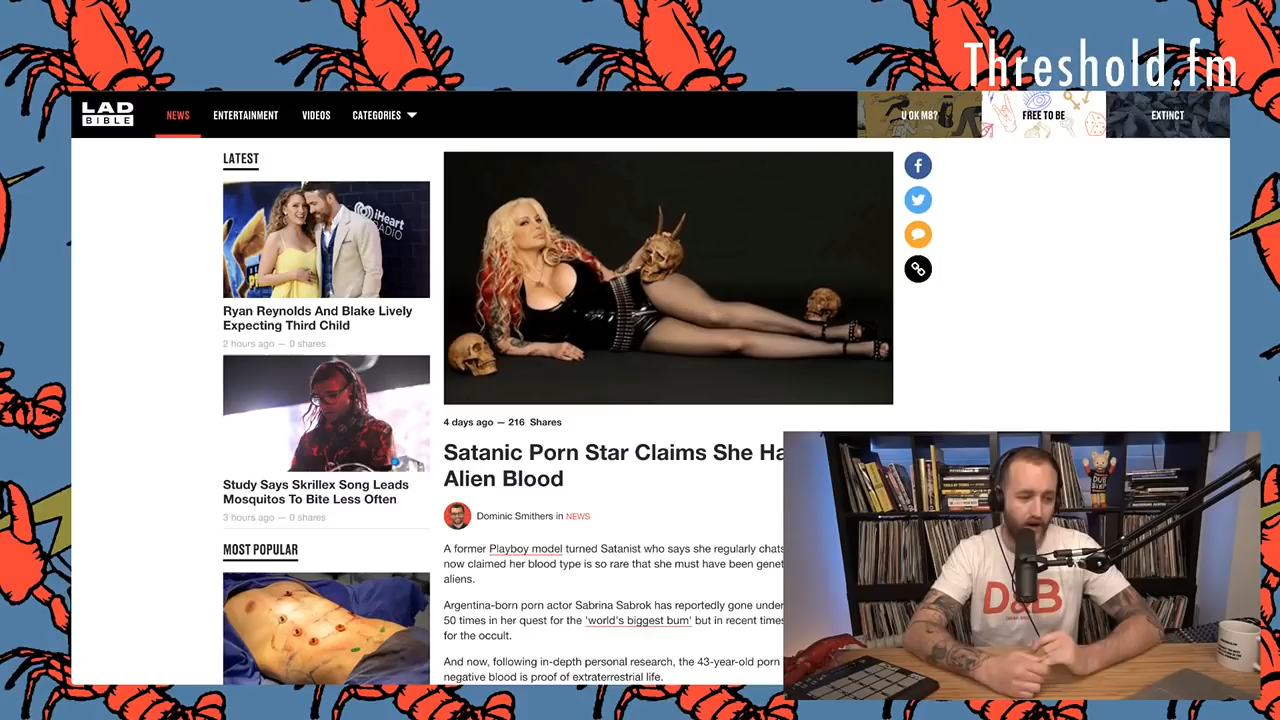 Threshold.fm
LAD
BIBLE
NEWS
ENTERTAINMENT
VIDEOS
CATEGORIES
U OK M8?
FREE TO BE
EXTINCT
LATEST
iHeart
RADIO
Ryan Reynolds And Blake Lively
Expecting Third Child
2 hours ago — 0 shares
Study Says Skrillex Song Leads
Mosquitos To Bite Less Often
3 hours ago — 0 shares
MOST POPULAR
4 days ago — 216 Shares
Satanic Porn Star Claims She Ha
Alien Blood
Dominic Smithers in NEWS
A former Playboy model turned Satanist who says she regularly chats
now claimed her blood type is so rare that she must have been genet
aliens.
Argentina-born porn actor Sabrina Sabrok has reportedly gone under
50 times in her quest for the 'world's biggest bum' but in recent times
for the occult.
And now, following in-depth personal research, the 43-year-old porn
negative blood is proof of extraterrestrial life.
DUB
D&B